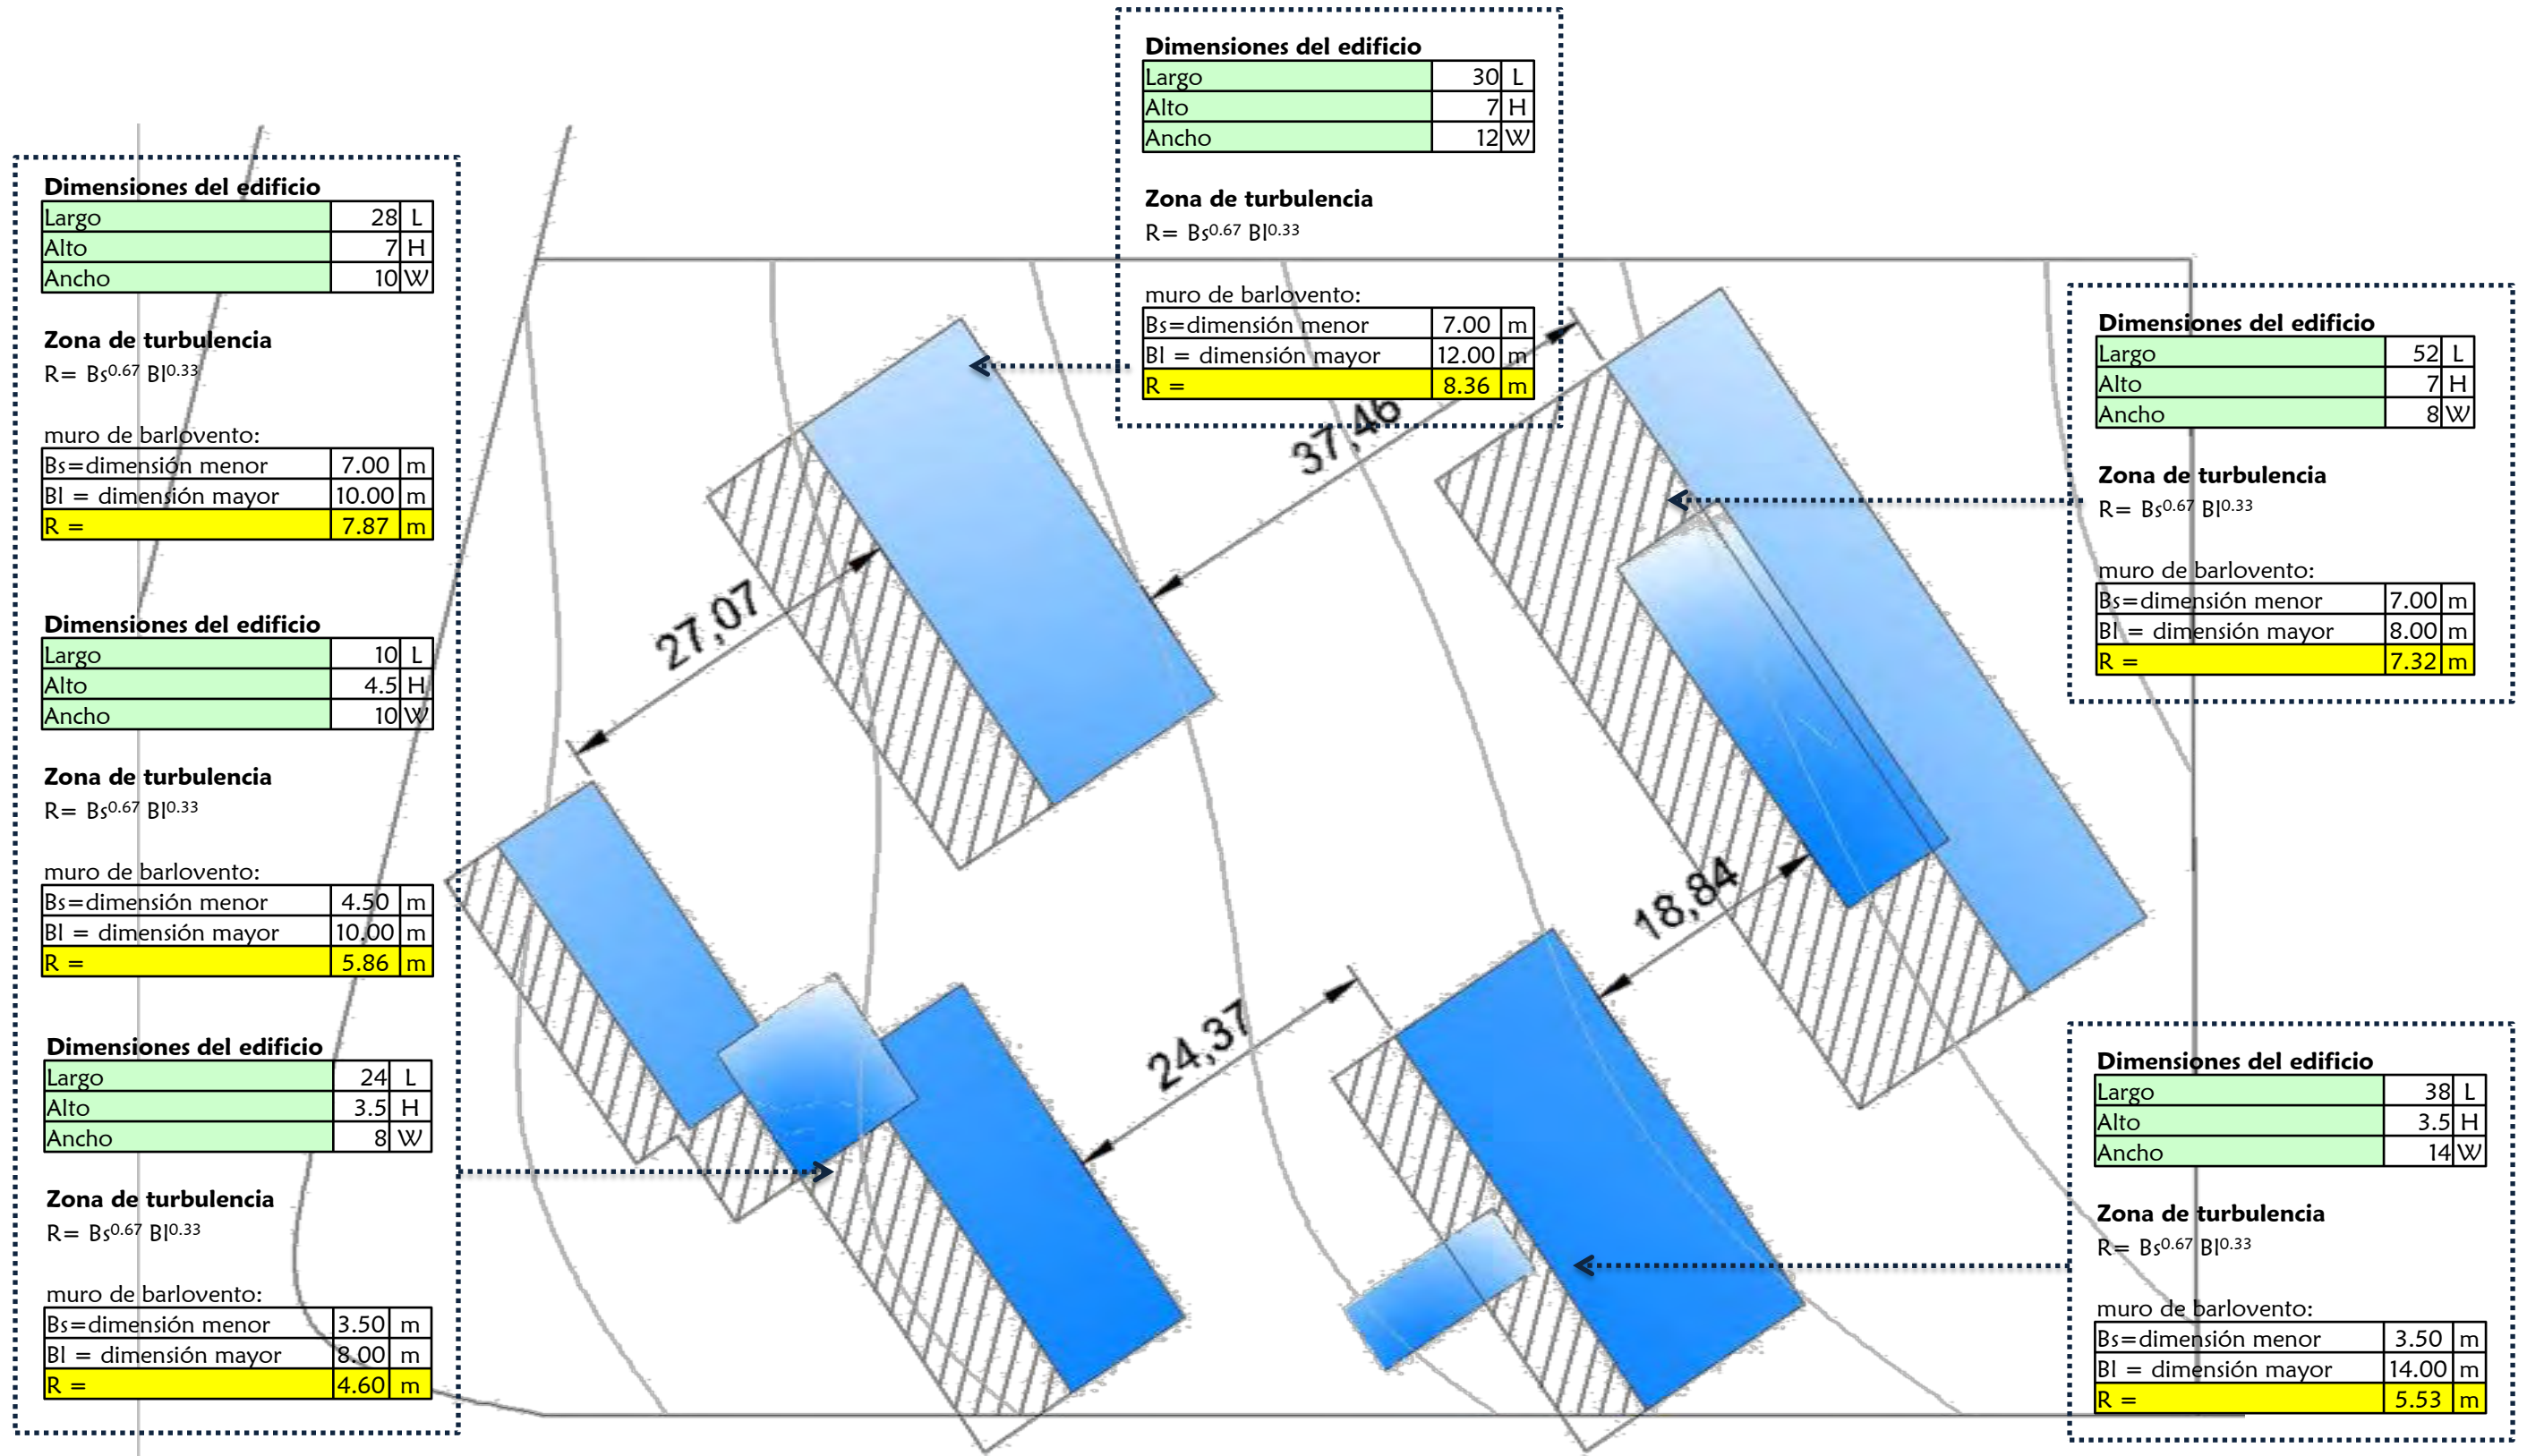 Dimensiones del edificio
Largo 30 L
Alto 7 H
Ancho 12 W
Zona de turbulencia
R= Bs0.67 Bl0.33
muro de barlovento:
Bs=dimensión menor 7.00 m
Bl = dimensión mayor 12.00 m
R = 8.36 m
Dimensiones del edificio
Largo 28 L
Alto 7 H
Ancho 10 W
Zona de turbulencia
R= Bs0.67 Bl0.33
muro de barlovento:
Bs=dimensión menor 7.00 m
Bl = dimensión mayor 10.00 m
R = 7.87 m
Dimensiones del edificio
Largo 10 L
Alto 4.5 H
Ancho 10 W
Zona de turbulencia
R= Bs0.67 Bl0.33
muro de barlovento:
Bs=dimensión menor 4.50 m
Bl = dimensión mayor 10.00 m
R = 5.86 m
Dimensiones del edificio
Largo 24 L
Alto 3.5 H
Ancho 8 W
Zona de turbulencia
R= Bs0.67 Bl0.33
muro de barlovento:
Bs=dimensión menor 3.50 m
Bl = dimensión mayor 8.00 m
R = 4.60 m
37,46
27,07
18,84
24,37
Dimensiones del edificio
Largo 52 L
Alto 7 H
Ancho 8 W
Zona de turbulencia
R= Bs0.67 Bl0.33
muro de barlovento:
Bs=dimensión menor 7.00 m
Bl = dimensión mayor 8.00 m
R = 7.32 m
Dimensiones del edificio
Largo 38 L
Alto 3.5 H
Ancho 14 W
Zona de turbulencia
R= Bs0.67 Bl0.33
muro de barlovento:
Bs=dimensión menor 3.50 m
Bl = dimensión mayor 14.00 m
R = 5.53 m